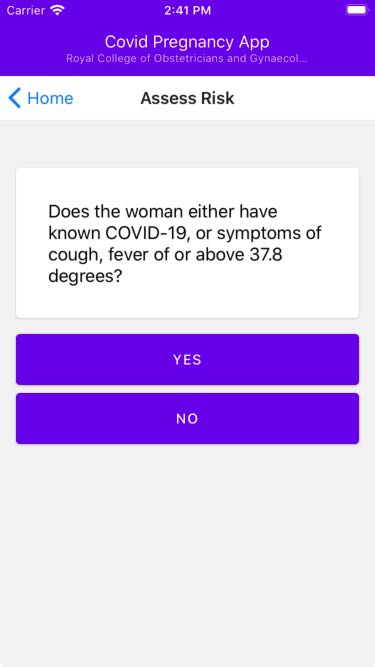 Carrier 2:41 PM
Covid Pregnancy App
Royal College of Obstetricians and Gynaecol...
Home Assess Risk
Does the woman either have
known COVID-19, or symptoms of
cough, fever of or above 37.8
degrees?
YES
NO